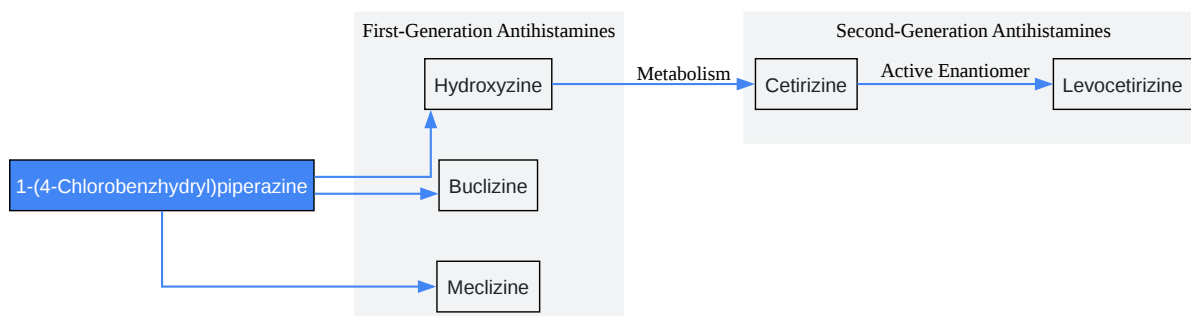 First-Generation Antihistamines
Second-Generation Antihistamines
Hydroxyzine
Metabolism
Cetirizine
Active Enantiomer
Levocetirizine
1-(4-Chlorobenzhydryl)piperazine
Buclizine
Meclizine